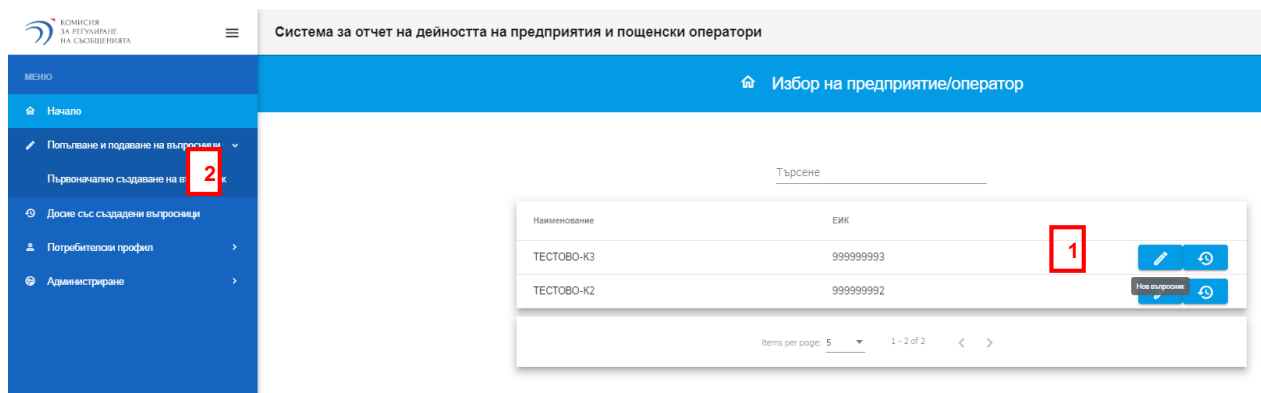 КОМИСИЯ
ЗА РЕГУЛИРАНЕ
НА СЪОБЩЕНИЯТА
Система за отчет на дейността на предприятия и пощенски оператори
МЕНЮ
Избор на предприятие/оператор
Начало
Попълване и подаване на въпросници
2
Първоначално създаване на
Търсене
Досие със създадени въпросници
Наименование ЕИК
Потребителски профил
1
ТЕСТОВО-К3 999999993
Администриране
Нов въпросник
ТЕСТОВО-К2 999999992
Items per page: 5 1 - 2 of 2